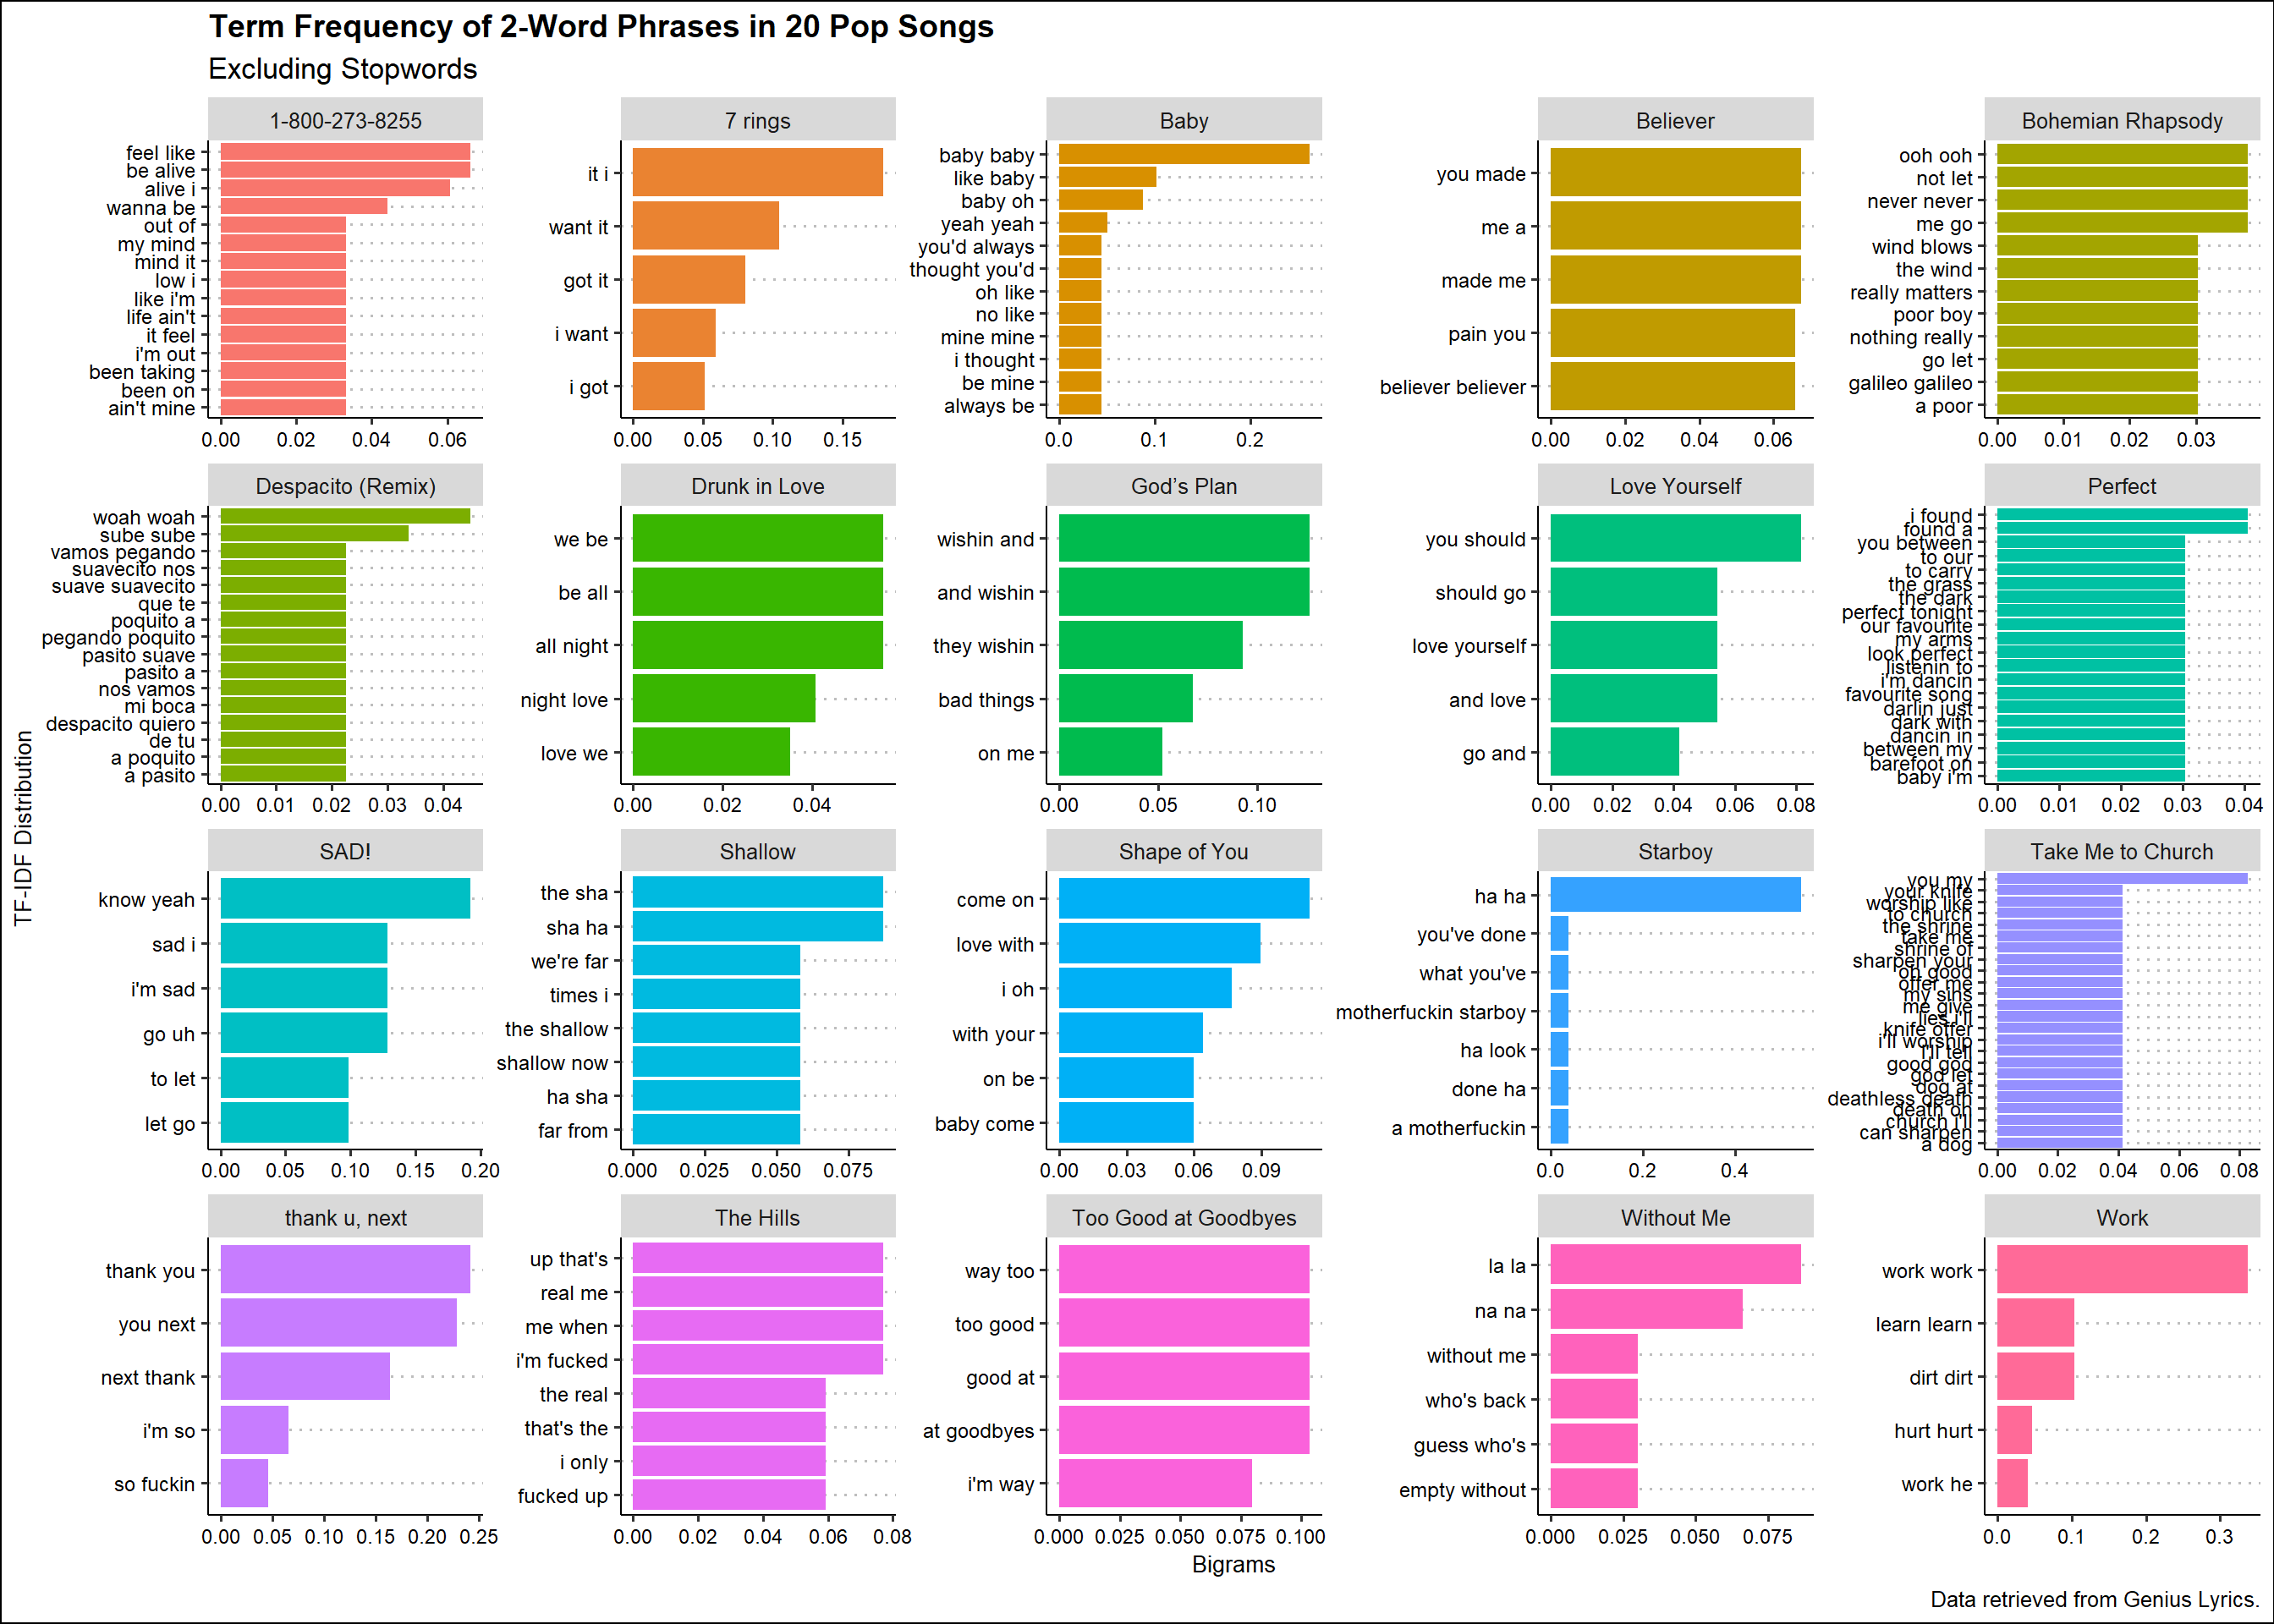 Term Frequency of 2-Word Phrases in 20 Pop Songs
Excluding Stopwords
TF-IDF Distribution
1-800-273-8255
feel like
be alive
alive i
wanna be
out of
my mind
mind it
low i
like i'm
life ain't
it feel
i'm out
been taking
been on
ain't mine
0.00 0.02 0.04 0.06
7 rings
it i
want it
got it
i want
i got
0.00 0.05 0.10 0.15
Baby
baby baby
like baby
baby oh
yeah yeah
you'd always
thought you'd
oh like
no like
mine mine
i thought
be mine
always be
0.0 0.1 0.2
Believer
you made
me a
made me
pain you
believer believer
0.00 0.02 0.04 0.06
Bohemian Rhapsody
ooh ooh
not let
never never
me go
wind blows
the wind
really matters
poor boy
nothing really
go let
galileo galileo
a poor
0.00 0.01 0.02 0.03
Despacito (Remix)
woah woah
sube sube
vamos pegando
suavecito nos
suave suavecito
que te
poquito a
pegando poquito
pasito suave
pasito a
nos vamos
mi boca
despacito quiero
de tu
a poquito
a pasito
0.00 0.01 0.02 0.03 0.04
Drunk in Love
we be
be all
all night
night love
love we
0.00 0.02 0.04
God’s Plan
wishin and
and wishin
they wishin
bad things
on me
0.00 0.05 0.10
Love Yourself
you should
should go
love yourself
and love
go and
0.00 0.02 0.04 0.06 0.08
Perfect
i found
found a
you between
to our
to carry
the grass
the dark
perfect tonight
our favourite
my arms
look perfect
listenin to
i'm dancin
favourite song
darlin just
dark with
dancin in
between my
barefoot on
baby i'm
0.00 0.01 0.02 0.03 0.04
SAD!
know yeah
sad i
i'm sad
go uh
to let
let go
0.00 0.05 0.10 0.15 0.20
Shallow
the sha
sha ha
we're far
times i
the shallow
shallow now
ha sha
far from
0.000 0.025 0.050 0.075
Shape of You
come on
love with
i oh
with your
on be
baby come
0.00 0.03 0.06 0.09
Starboy
ha ha
you've done
what you've
motherfuckin starboy
ha look
done ha
a motherfuckin
0.0 0.2 0.4
Take Me to Church
you my
your knife
worship like
to church
the shrine
take me
shrine of
sharpen your
oh good
offer me
my sins
me give
lies i'll
knife offer
i'll worship
i'll tell
good god
god let
dog at
deathless death
death on
church i'll
can sharpen
a dog
0.00 0.02 0.04 0.06 0.08
thank u, next
thank you
you next
next thank
i'm so
so fuckin
0.00 0.05 0.10 0.15 0.20 0.25
The Hills
up that's
real me
me when
i'm fucked
the real
that's the
i only
fucked up
0.00 0.02 0.04 0.06 0.08
Too Good at Goodbyes
way too
too good
good at
at goodbyes
i'm way
0.000 0.025 0.050 0.075 0.100
Without Me
la la
na na
without me
who's back
guess who's
empty without
0.000 0.025 0.050 0.075
Work
work work
learn learn
dirt dirt
hurt hurt
work he
0.0 0.1 0.2 0.3
Bigrams
Data retrieved from Genius Lyrics.